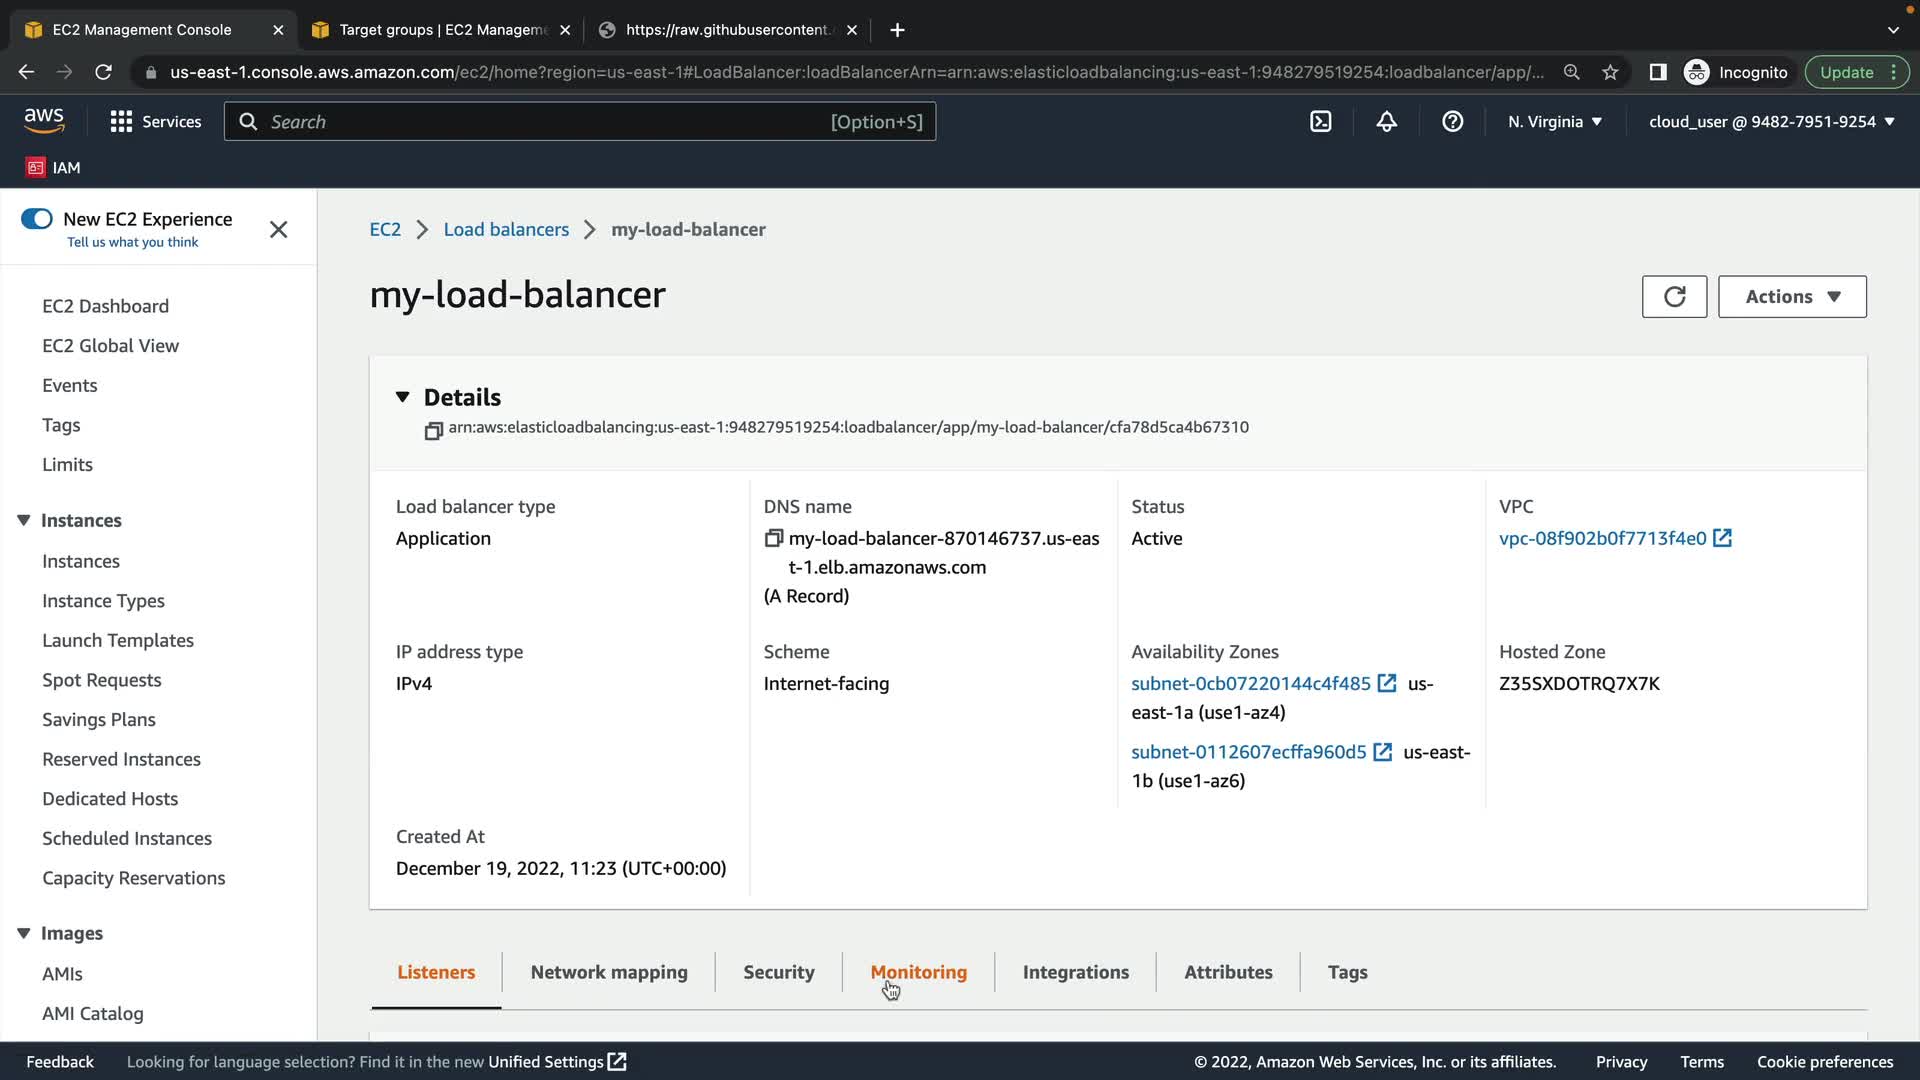 EC2 Management Console
Target groups | EC2 Manageme
https://raw.githubusercontent.
us-east-1.console.aws.amazon.com/ec2/home?region=us-east-1#LoadBalancer:loadBalancerArn=arn:aws:elasticloadbalancing:us-east-1:948279519254:loadbalancer/app/...
Incognito
Update
aws
Services
Search
[Option+S]
N. Virginia
cloud_user @ 9482-7951-9254
IAM
New EC2 Experience
Tell us what you think
EC2 Dashboard
EC2 Global View
Events
Tags
Limits
Instances
Instances
Instance Types
Launch Templates
Spot Requests
Savings Plans
Reserved Instances
Dedicated Hosts
Scheduled Instances
Capacity Reservations
Images
AMIs
AMI Catalog
EC2 > Load balancers > my-load-balancer
my-load-balancer
Actions
Details
arn:aws:elasticloadbalancing:us-east-1:948279519254:loadbalancer/app/my-load-balancer/cfa78d5ca4b67310
Load balancer type
Application
DNS name
my-load-balancer-870146737.us-eas
t-1.elb.amazonaws.com
(A Record)
Status
Active
VPC
vpc-08f902b0f7713f4e0
IP address type
IPv4
Scheme
Internet-facing
Availability Zones
subnet-0cb07220144c4f485 us-
east-1a (use1-az4)
subnet-0112607ecffa960d5 us-east-
1b (use1-az6)
Hosted Zone
Z35SXDOTRQ7X7K
Created At
December 19, 2022, 11:23 (UTC+00:00)
Listeners
Network mapping
Security
Monitoring
Integrations
Attributes
Tags
Feedback
Looking for language selection? Find it in the new Unified Settings
© 2022, Amazon Web Services, Inc. or its affiliates.
Privacy
Terms
Cookie preferences